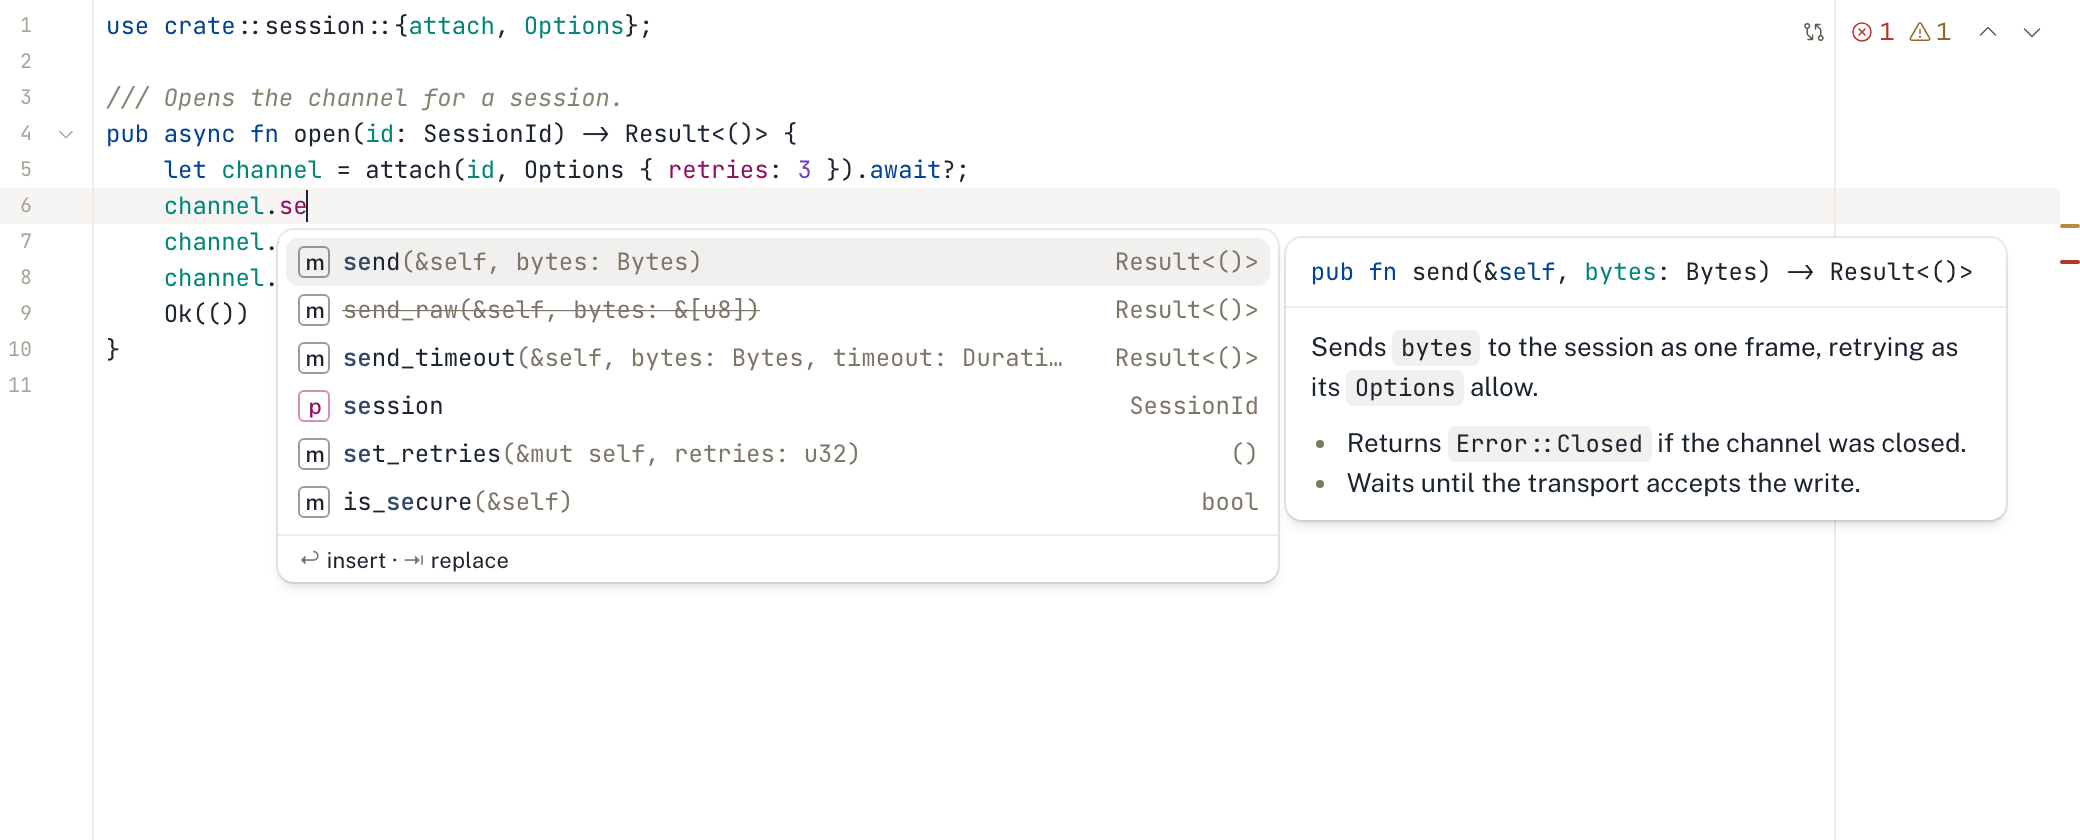 1 use crate::session::{attach, Options};
2
3 /// Opens the channel for a session.
4 pub async fn open(id: SessionId) -> Result<()> {
5 let channel = attach(id, Options { retries: 3 }).await?;
6 channel.se
7 channel.
8 channel.
9 Ok(())
10 }
11
1 1
m send(&self, bytes: Bytes) Result<()>
m send_raw(&self, bytes: &[u8]) Result<()>
m send_timeout(&self, bytes: Bytes, timeout: Durati… Result<()>
p session SessionId
m set_retries(&mut self, retries: u32) ()
m is_secure(&self) bool
↩ insert · ⇥ replace
pub fn send(&self, bytes: Bytes) -> Result<()>
Sends bytes to the session as one frame, retrying as
its Options allow.
• Returns Error::Closed if the channel was closed.
• Waits until the transport accepts the write.